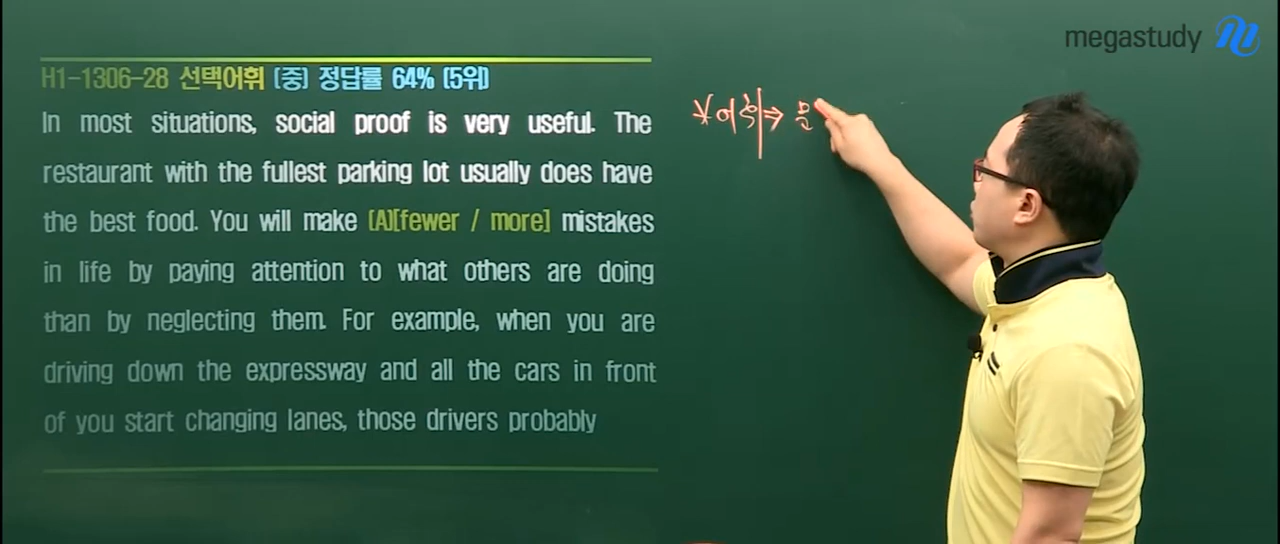 megastudy
H1-1306-28 선택어휘 [중] 정답률 64% [5위]
In most situations, social proof is very useful. The
restaurant with the fullest parking lot usually does have
the best food. You will make [A][fewer / more] mistakes
in life by paying attention to what others are doing
than by neglecting them. For example, when you are
driving down the expressway and all the cars in front
of you start changing lanes, those drivers probably